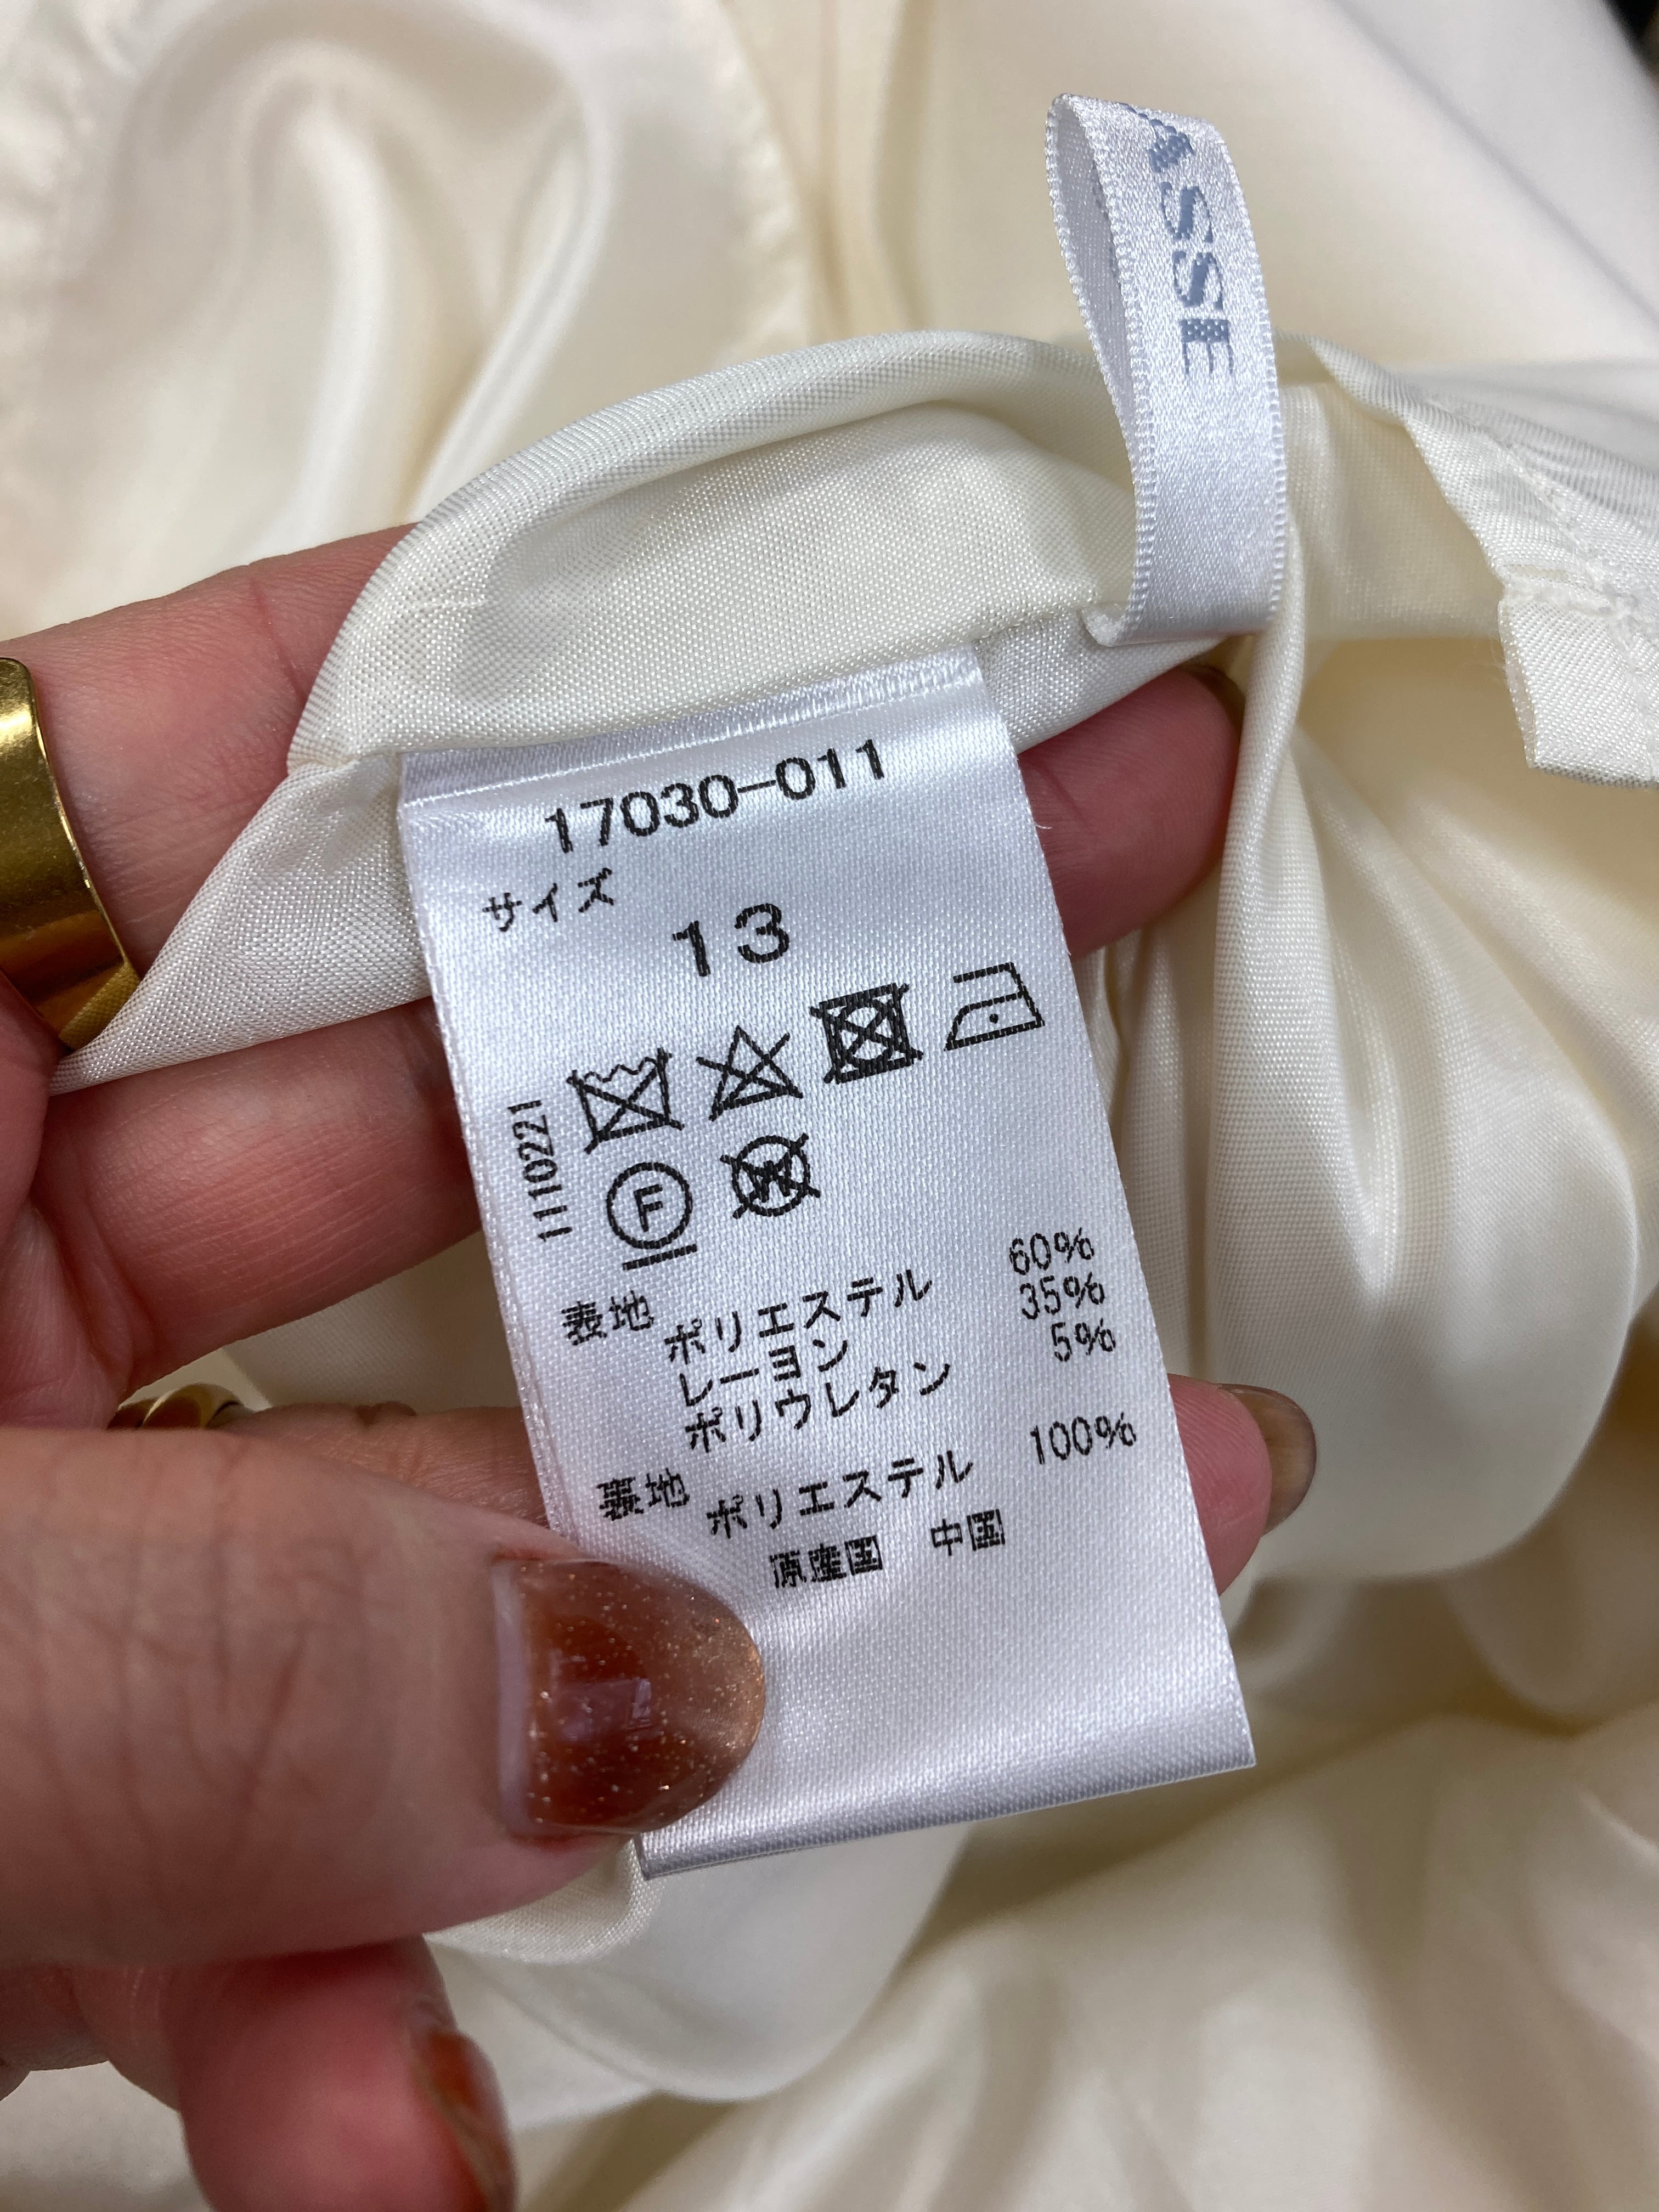 ASSE
17030-011
サイズ
13
1110221
F
W
表地 ポリエステル 60%
レーヨン 35%
ポリウレタン 5%
裏地 ポリエステル 100%
原産国 中国